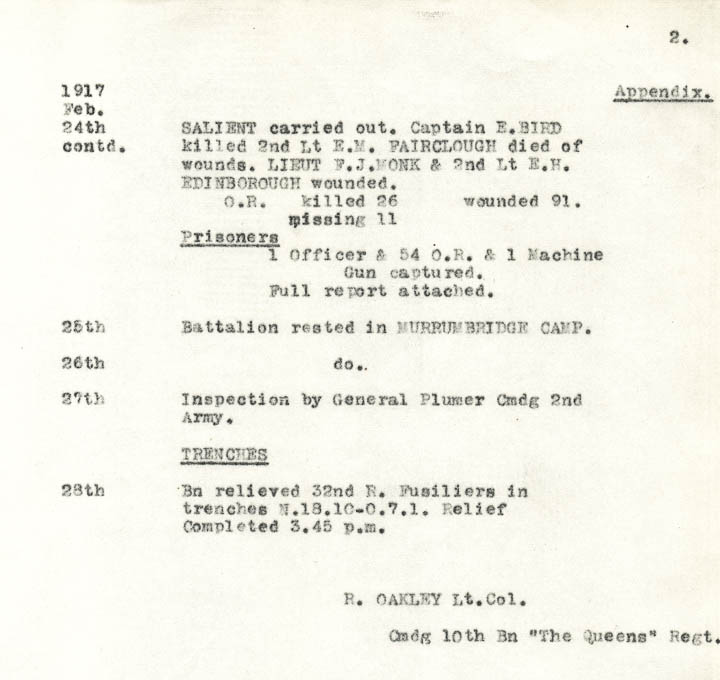 2.
1917 Appendix.
Feb.
24th SALIENT carried out. Captain E.BIRD
contd. killed 2nd Lt E.M. FAIRCLOUGH died of
wounds. LIEUT F.J.MONK & 2nd Lt E.H.
EDINBOROUGH wounded.
O.R. killed 26 wounded 91.
missing 11
Prisoners
1 Officer & 54 O.R. & 1 Machine
Gun captured.
Full report attached.
25th Battalion rested in MURRUMBRIDGE CAMP.
26th do..
27th Inspection by General Plumer Cmdg 2nd
Army.
TRENCHES
28th Bn relieved 32nd R. Fusiliers in
trenches N.18.10-O.7.1. Relief
Completed 3.45 p.m.
R. OAKLEY Lt.Col.
Cmdg 10th Bn "The Queens" Regt.